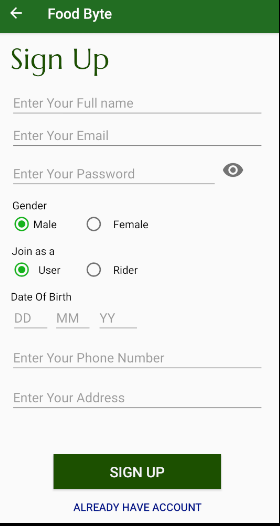 Food Byte
Sign Up
Enter Your Full name
Enter Your Email
Enter Your Password
Gender
Male Female
Join as a
User Rider
Date Of Birth
DD MM YY
Enter Your Phone Number
Enter Your Address
SIGN UP
ALREADY HAVE ACCOUNT